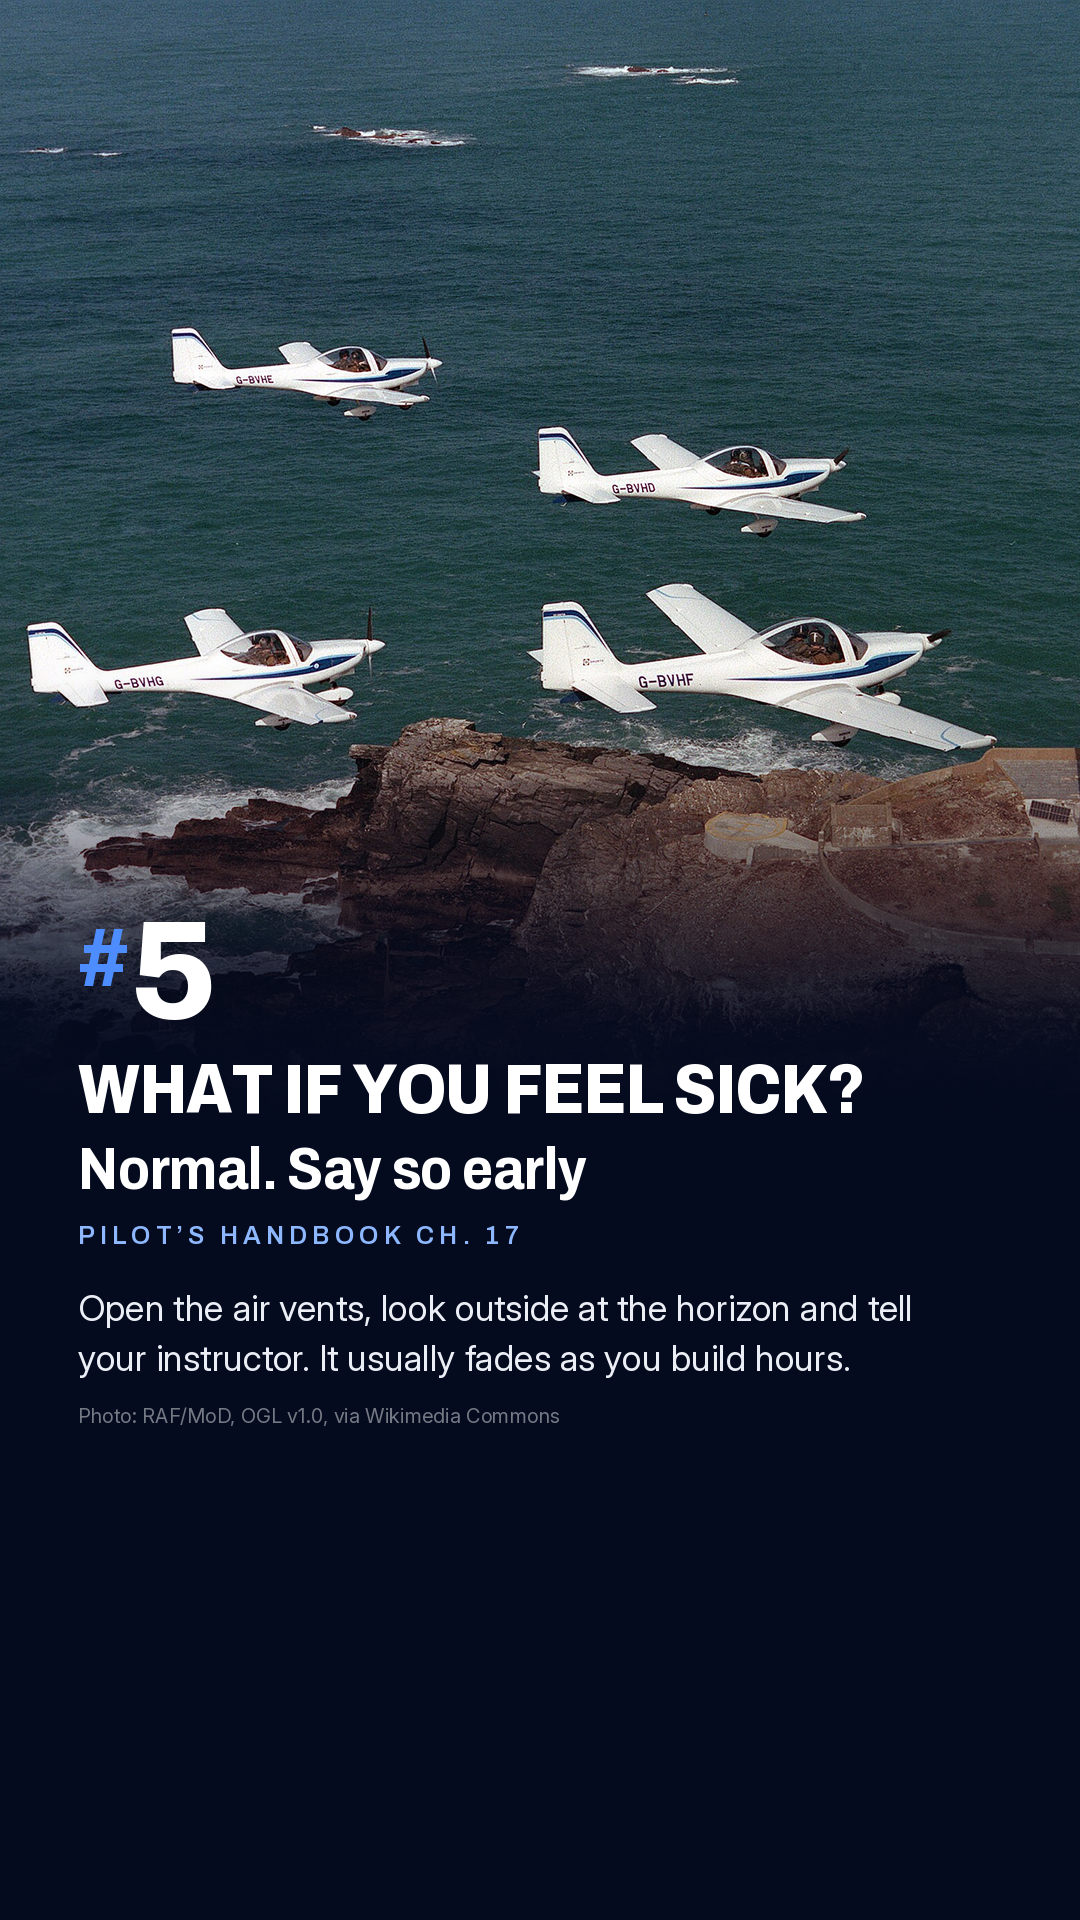 G-BVHE
G-BVHD
G-BVHG
G-BVHF
#5
WHAT IF YOU FEEL SICK?
Normal. Say so early
PILOT’S HANDBOOK CH. 17
Open the air vents, look outside at the horizon and tell
your instructor. It usually fades as you build hours.
Photo: RAF/MoD, OGL v1.0, via Wikimedia Commons